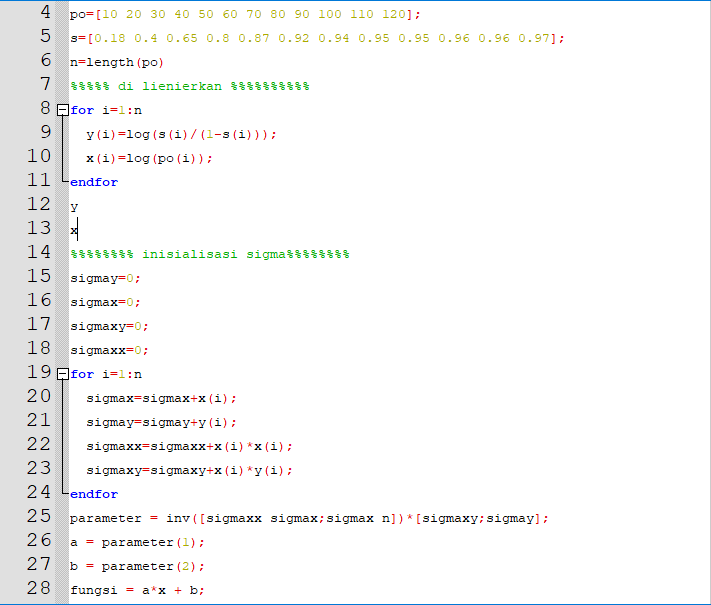 4 po=[10 20 30 40 50 60 70 80 90 100 110 120];
5 s=[0.18 0.4 0.65 0.8 0.87 0.92 0.94 0.95 0.95 0.96 0.96 0.97];
6 n=length(po)
7 %%%%% di lienierkan %%%%%%%%%%
8 for i=1:n
9 y(i)=log(s(i)/(1-s(i)));
10 x(i)=log(po(i));
11 endfor
12 y
13 x
14 %%%%%%%% inisialisasi sigma%%%%%%%%
15 sigmay=0;
16 sigmax=0;
17 sigmaxy=0;
18 sigmaxx=0;
19 for i=1:n
20 sigmax=sigmax+x(i);
21 sigmay=sigmay+y(i);
22 sigmaxx=sigmaxx+x(i)*x(i);
23 sigmaxy=sigmaxy+x(i)*y(i);
24 endfor
25 parameter = inv([sigmaxx sigmax;sigmax n])*[sigmaxy;sigmay];
26 a = parameter(1);
27 b = parameter(2);
28 fungsi = a*x + b;